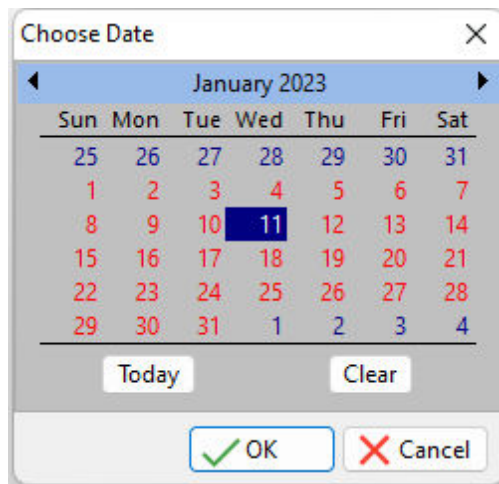 Choose Date
January 2023
Sun Mon Tue Wed Thu Fri Sat
25 26 27 28 29 30 31
1 2 3 4 5 6 7
8 9 10 11 12 13 14
15 16 17 18 19 20 21
22 23 24 25 26 27 28
29 30 31 1 2 3 4
Today Clear
OK Cancel